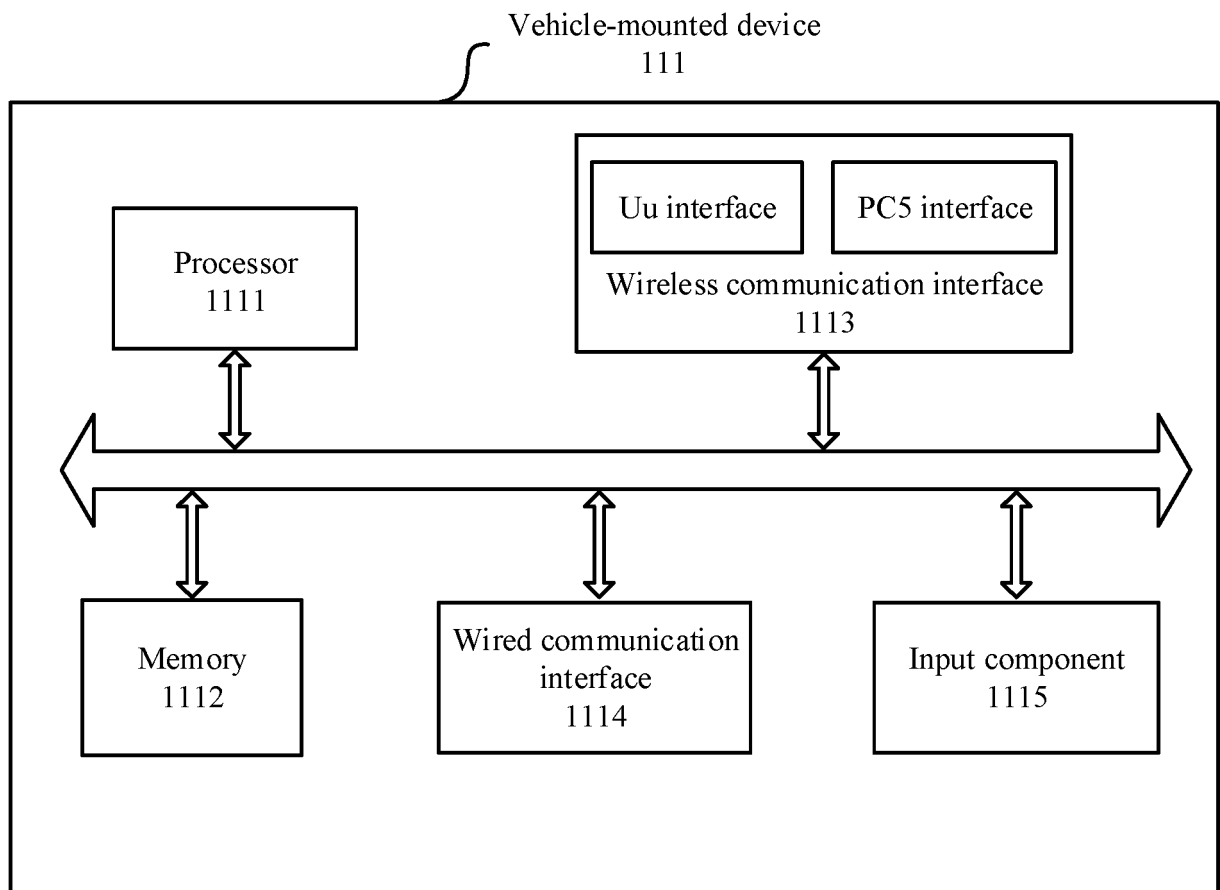 Vehicle-mounted device
111
Uu interface
PC5 interface
Wireless communication interface
1113
Processor
1111
Memory
1112
Wired communication
interface
1114
Input component
1115